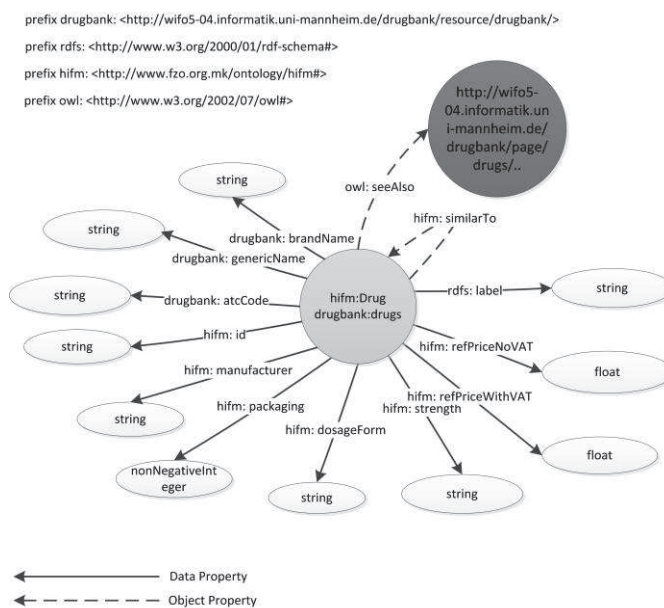 prefix drugbank: <http://wifo5-04.informatik.uni-mannheim.de/drugbank/resource/drugbank/>
prefix rdfs: <http://www.w3.org/2000/01/rdf-schema#>
prefix hifm: <http://www.fzo.org.mk/ontology/hifm#>
prefix owl: <http://www.w3.org/2002/07/owl#>
http://wifo5-
04.informatik.un
i-mannheim.de/
drugbank/page/
drugs/..
string
owl: seeAlso
hifm: similarTo
drugbank: brandName
string
drugbank: genericName
string
drugbank: atcCode
hifm:Drug
drugbank:drugs
rdfs: label
string
hifm: id
string
hifm: refPriceNoVAT
hifm: manufacturer
float
hifm: refPriceWithVAT
hifm: packaging
hifm: strength
string
hifm: dosageForm
float
nonNegativeInt
eger
string
string
Data Property
Object Property